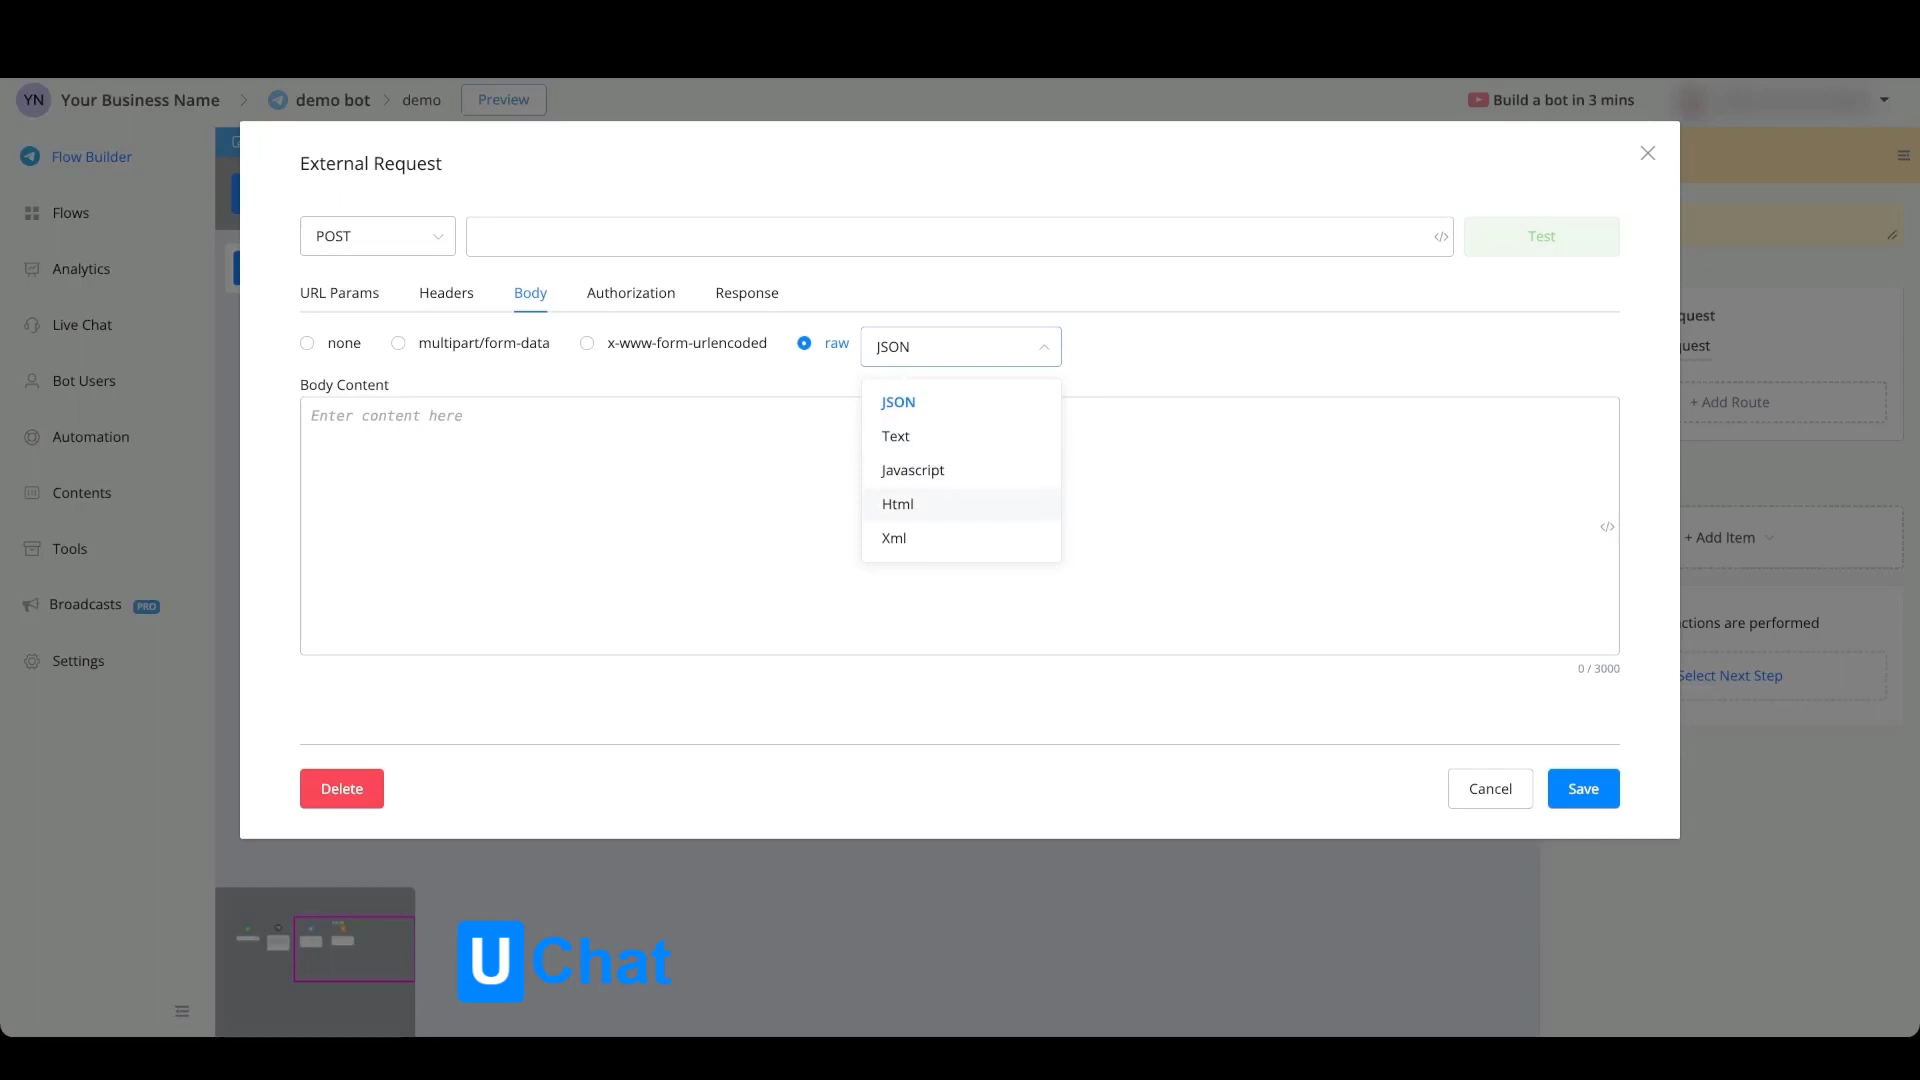 YN Your Business Name > demo bot > demo Preview
Build a bot in 3 mins
Flow Builder
Flows
Analytics
Live Chat
Bot Users
Automation
Contents
Tools
Broadcasts PRO
Settings
External Request
POST
</>
Test
URL Params Headers Body Authorization Response
none multipart/form-data x-www-form-urlencoded raw JSON
Body Content
Enter content here
JSON
Text
Javascript
Html
Xml
</>
0 / 3000
Delete
Cancel
Save
quest
uest
+ Add Route
+ Add Item
ctions are performed
Select Next Step
U Chat